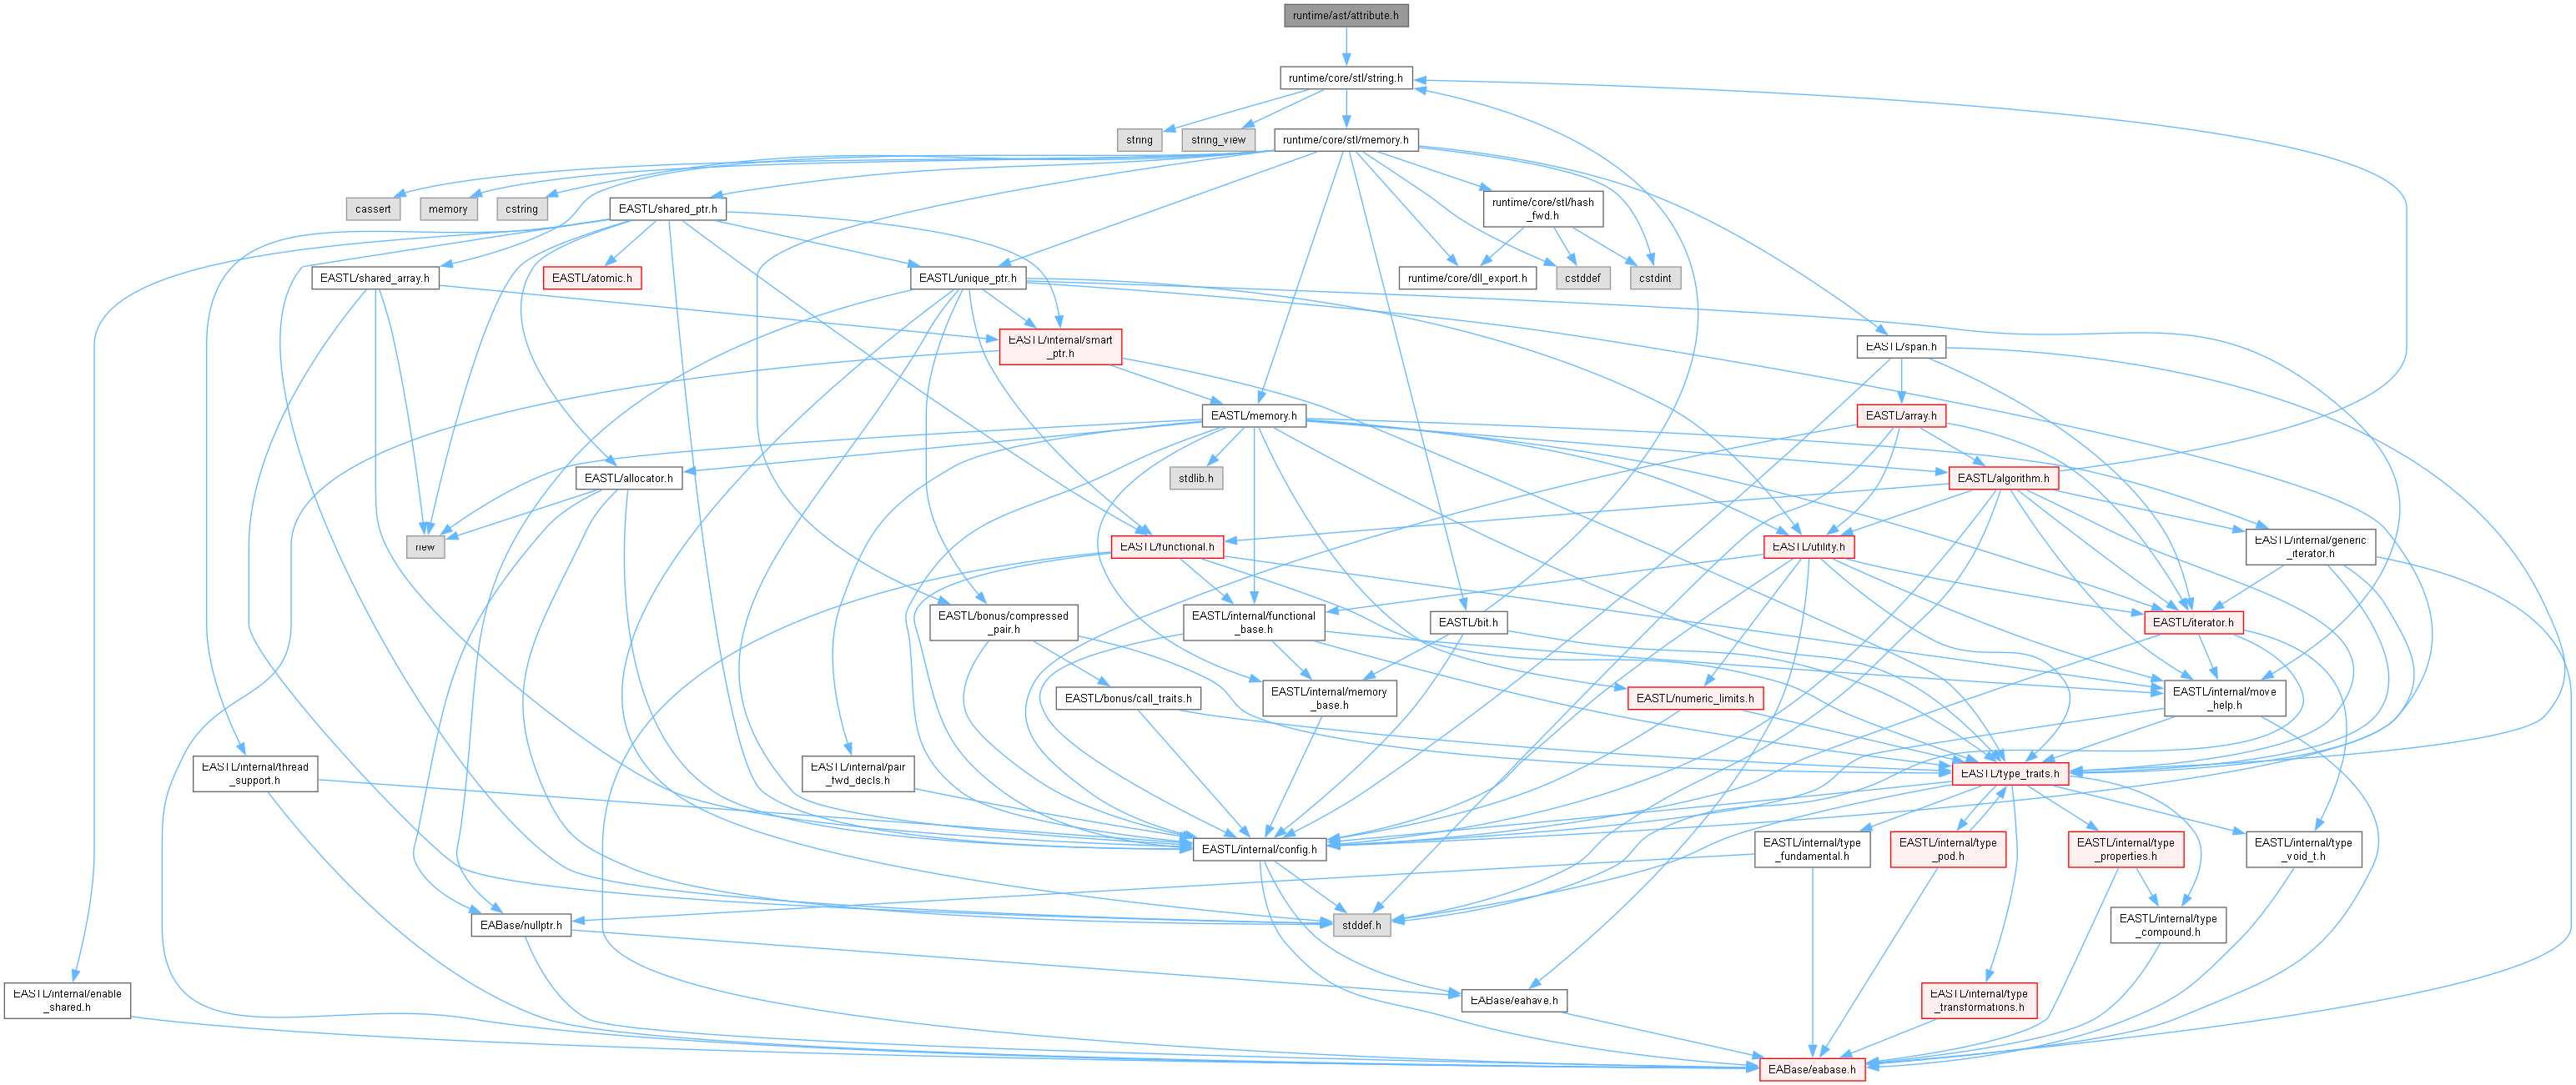 runtime/ast/attribute.h
runtime/core/stl/string.h
string
string_view
runtime/core/stl/memory.h
cassert
memory
cstring
EASTL/shared_ptr.h
runtime/core/stl/hash
_fwd.h
EASTL/shared_array.h
EASTL/atomic.h
EASTL/unique_ptr.h
runtime/core/dll_export.h
cstddef
cstdint
EASTL/internal/smart
_ptr.h
EASTL/span.h
EASTL/memory.h
EASTL/array.h
EASTL/allocator.h
stdlib.h
EASTL/algorithm.h
new
EASTL/functional.h
EASTL/utility.h
EASTL/internal/generic
_iterator.h
EASTL/bonus/compressed
_pair.h
EASTL/internal/functional
_base.h
EASTL/bit.h
EASTL/iterator.h
EASTL/bonus/call_traits.h
EASTL/internal/memory
_base.h
EASTL/numeric_limits.h
EASTL/internal/move
_help.h
EASTL/internal/thread
_support.h
EASTL/internal/pair
_fwd_decls.h
EASTL/type_traits.h
EASTL/internal/config.h
EASTL/internal/type
_fundamental.h
EASTL/internal/type
_pod.h
EASTL/internal/type
_properties.h
EASTL/internal/type
_void_t.h
EABase/nullptr.h
stddef.h
EASTL/internal/type
_compound.h
EASTL/internal/enable
_shared.h
EABase/eahave.h
EASTL/internal/type
_transformations.h
EABase/eabase.h